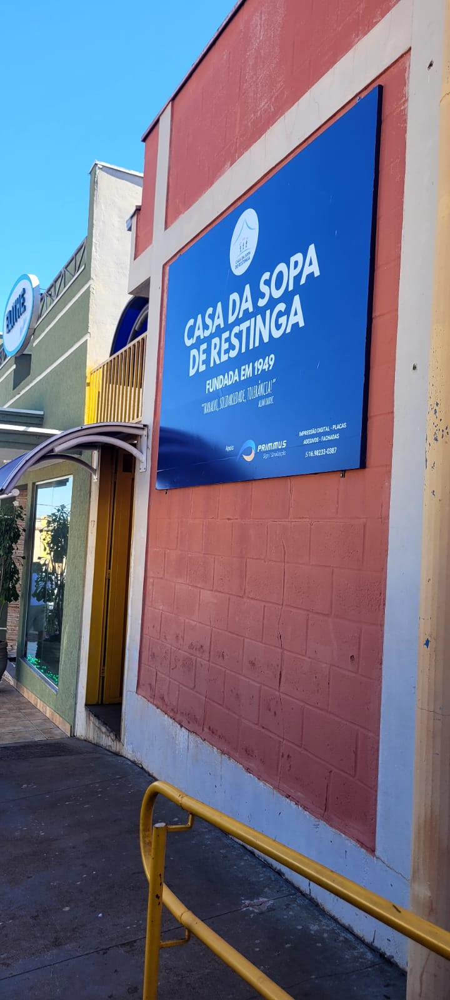 ELITHE
CASA DA SOPA
DE RESTINGA
CASA DA SOPA
DE RESTINGA
FUNDADA EM 1949
"TRABALHO, SOLIDARIEDADE, TOLERÂNCIA!"
ALLAN KARDEC
Apoio:
PRIMMUS
Sign / Sinalização
IMPRESSÃO DIGITAL - PLACAS
ADESIVOS - FACHADAS
16.98233-0387